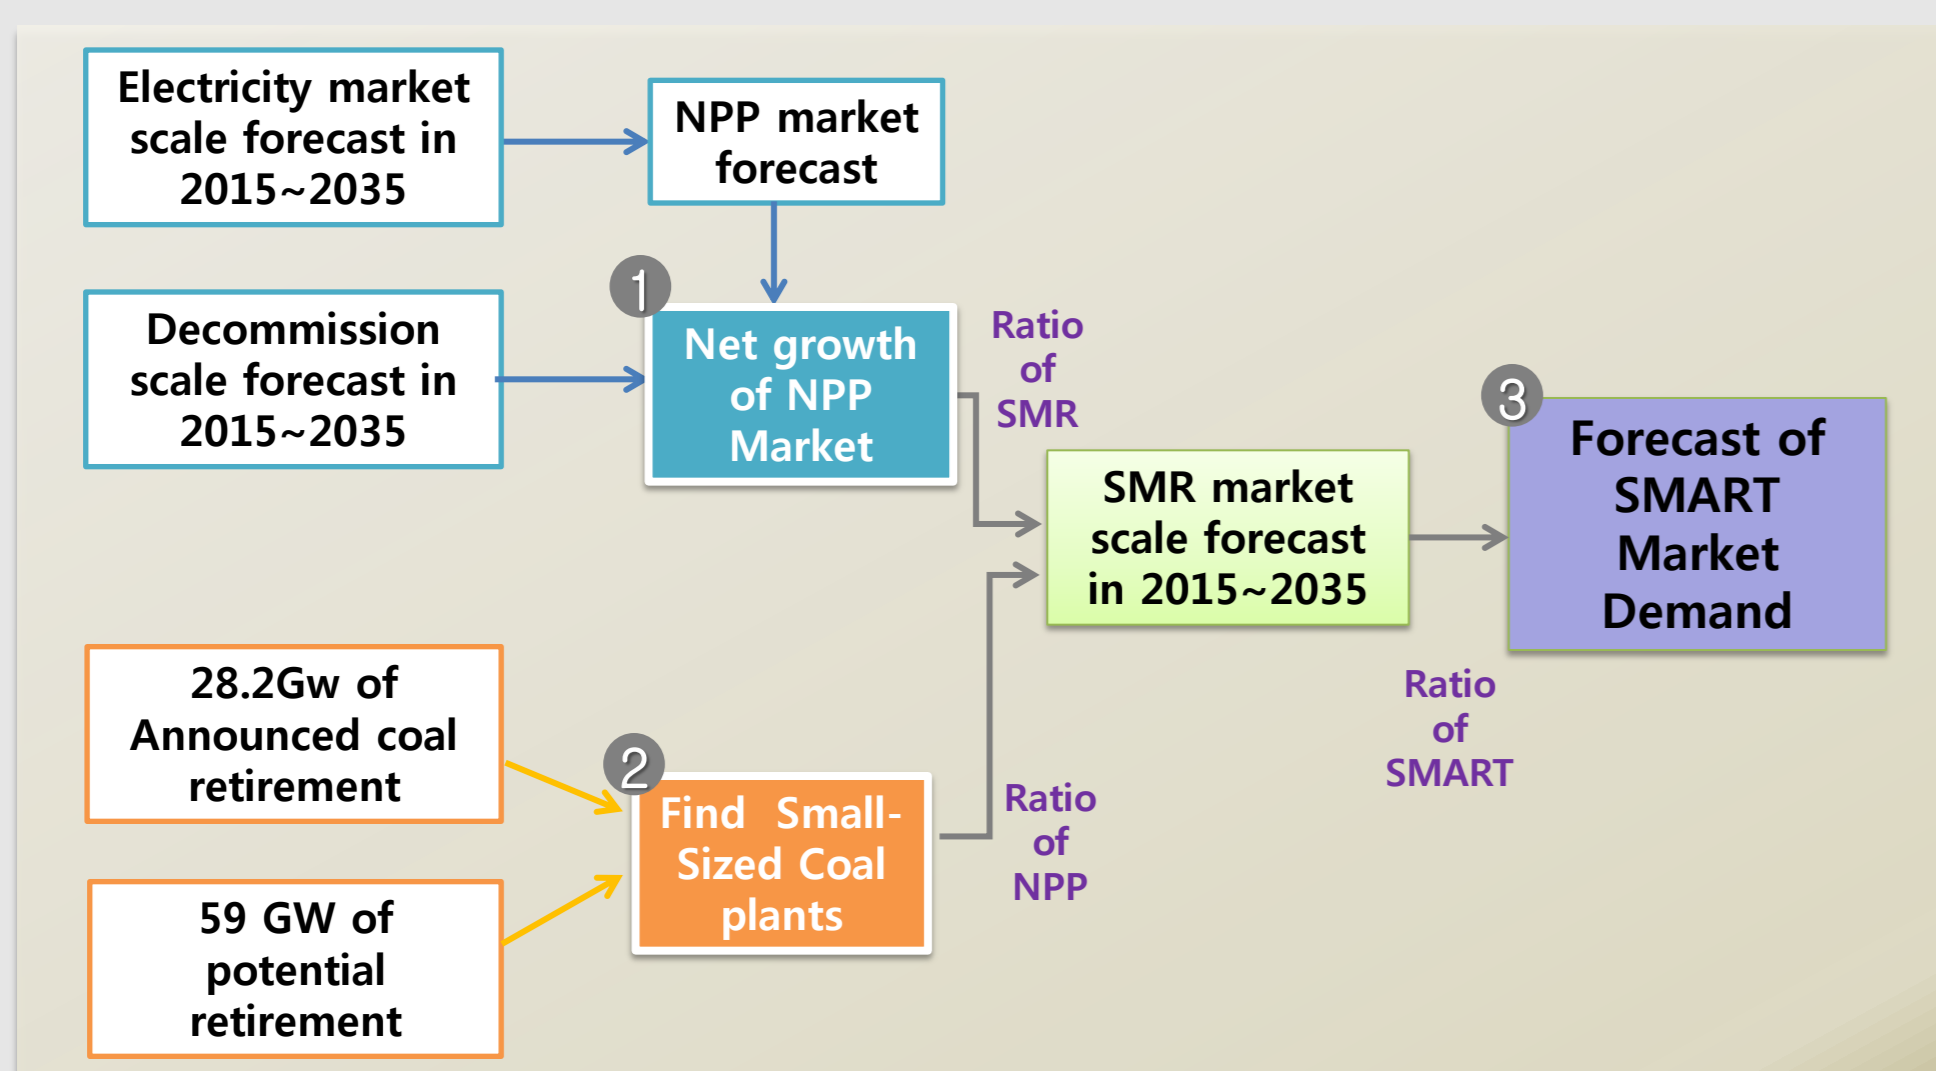 Electricity market
scale forecast in
2015~2035
NPP market
forecast
Decommission
scale forecast in
2015~2035
1
Net growth
of NPP
Market
Ratio
of
SMR
28.2Gw of
Announced coal
retirement
59 GW of
potential
retirement
2
Find Small-
Sized Coal
plants
Ratio
of
NPP
SMR market
scale forecast
in 2015~2035
3
Forecast of
SMART
Market
Demand
Ratio
of
SMART